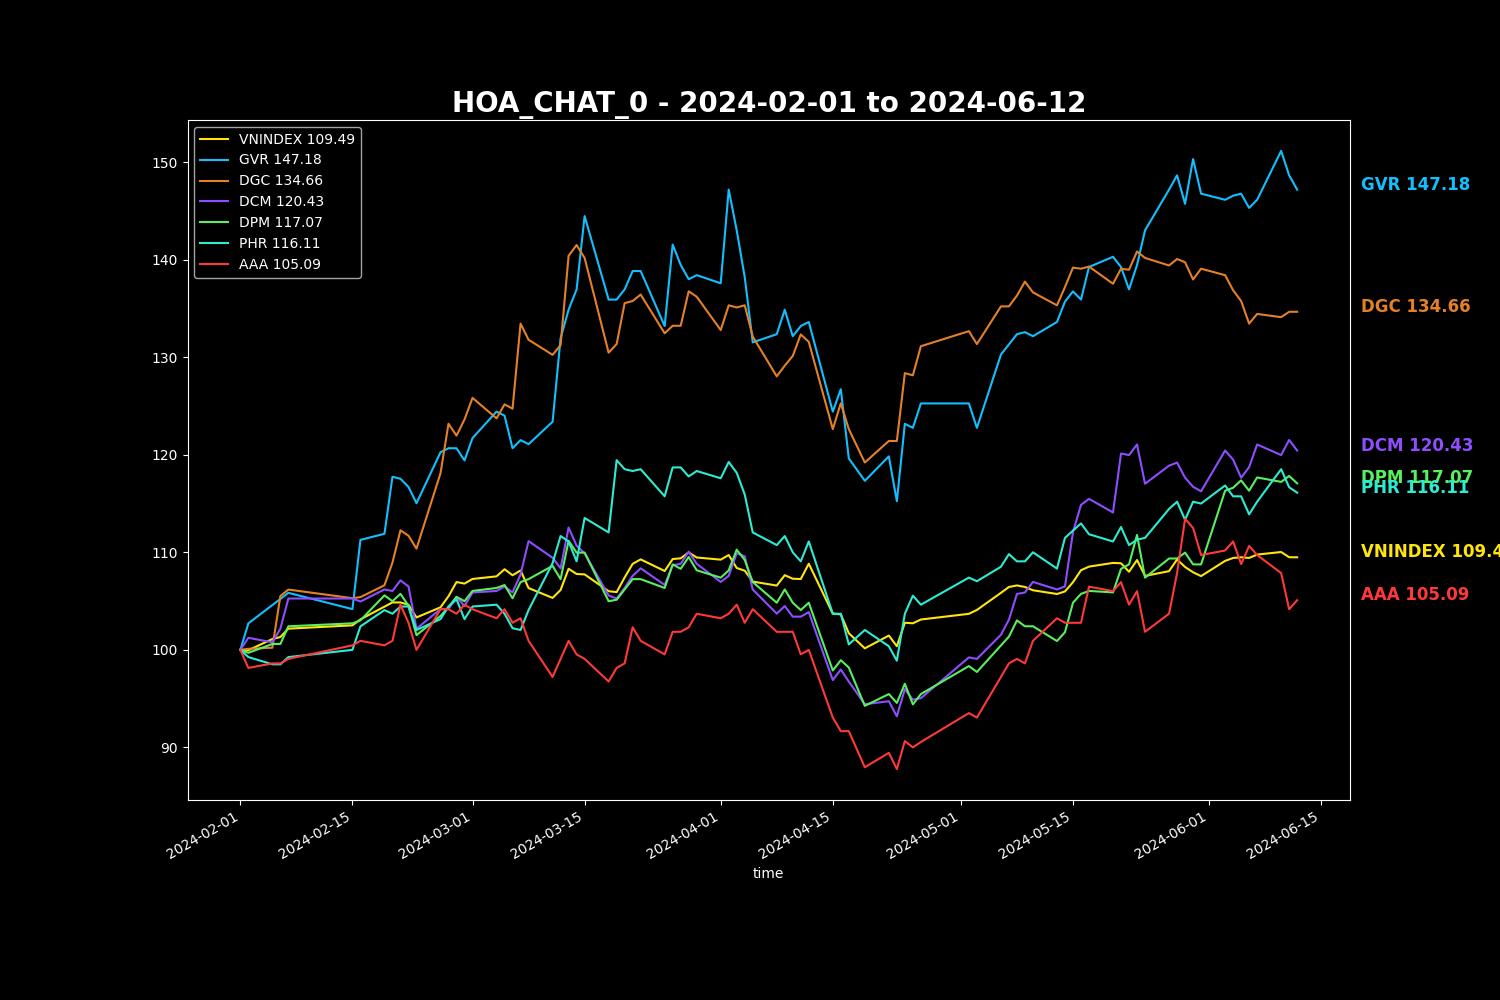 HOA_CHAT_0 - 2024-02-01 to 2024-06-12
VNINDEX 109.49
GVR 147.18
DGC 134.66
DCM 120.43
DPM 117.07
PHR 116.11
AAA 105.09
150
140
130
120
110
100
90
GVR 147.18
DGC 134.66
DCM 120.43
DPM 117.07
PHR 116.11
VNINDEX 109.4
AAA 105.09
2024-02-01
2024-02-15
2024-03-01
2024-03-15
2024-04-01
2024-04-15
2024-05-01
2024-05-15
2024-06-01
2024-06-15
time